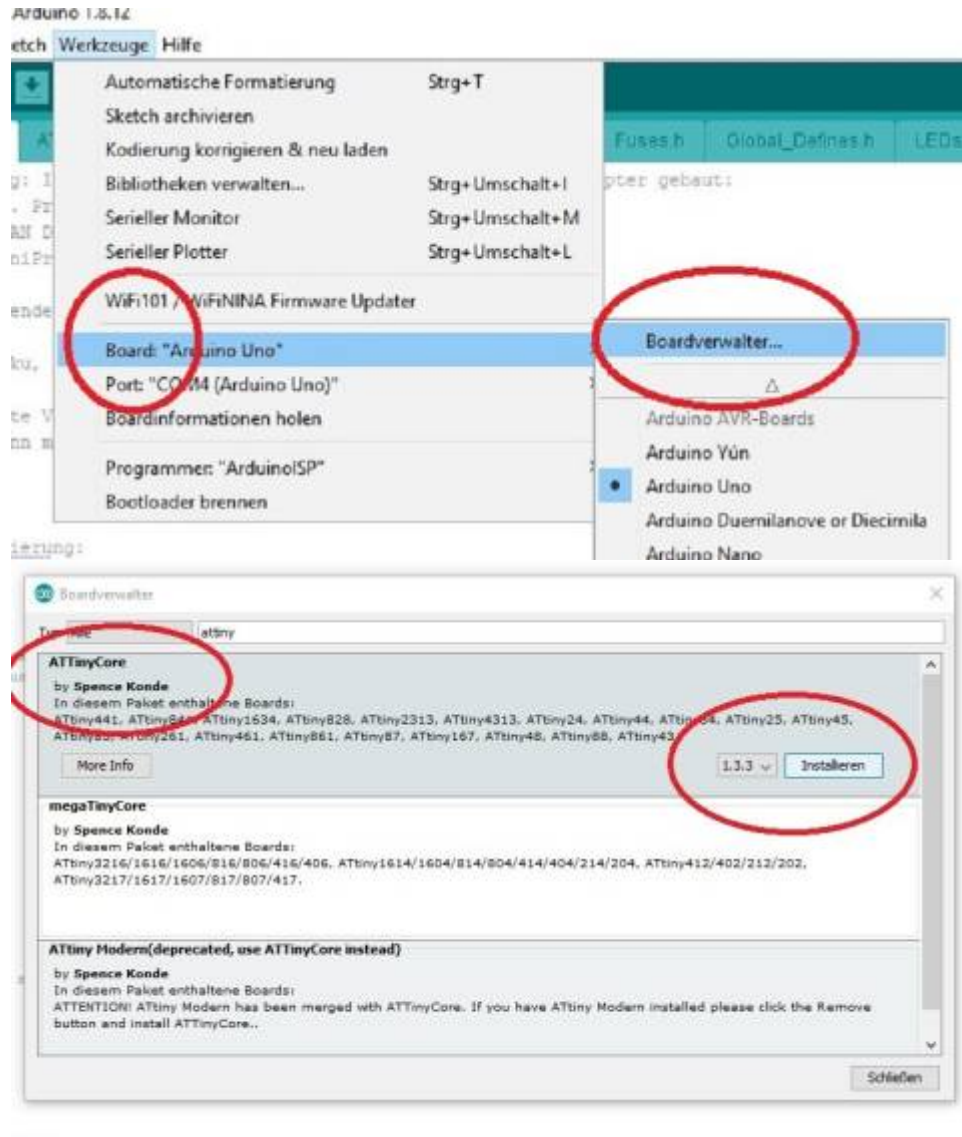 Arduino 1.8.12
etch Werkzeuge Hilfe
Automatische Formatierung Strg+T
Sketch archivieren
Kodierung korrigieren & neu laden
Fuses.h Global_Defines.h LEDs
Bibliotheken verwalten... Strg+Umschalt+I
pter gebaut:
Serieller Monitor Strg+Umschalt+M
Serieller Plotter Strg+Umschalt+L
WiFi101 / WiFiNINA Firmware Updater
Board: "Arduino Uno"
Boardverwalter...
Port: "COM4 (Arduino Uno)"
Boardinformationen holen
Arduino AVR-Boards
Arduino Yún
Programmer: "ArduinoISP"
Arduino Uno
Bootloader brennen
Arduino Duemilanove or Diecimila
Arduino Nano
ierung:
Boardverwalter
attiny
ATTinyCore
by Spence Konde
In diesem Paket enthaltene Boards:
ATtiny441, ATtiny841, ATtiny1634, ATtiny828, ATtiny2313, ATtiny4313, ATtiny24, ATtiny44, ATtiny84, ATtiny25, ATtiny45,
ATtiny85, ATtiny261, ATtiny461, ATtiny861, ATtiny87, ATtiny167, ATtiny48, ATtiny88, ATtiny43
More Info 1.3.3 Installieren
megaTinyCore
by Spence Konde
In diesem Paket enthaltene Boards:
ATtiny3216/1616/1606/816/806/416/406, ATtiny1614/1604/814/804/414/404/214/204, ATtiny412/402/212/202,
ATtiny3217/1617/1607/817/807/417.
ATtiny Modern(deprecated, use ATTinyCore instead)
by Spence Konde
In diesem Paket enthaltene Boards:
ATTENTION! ATtiny Modern has been merged with ATTinyCore. If you have ATtiny Modern installed please click the Remove
button and install ATTinyCore..
Schließen